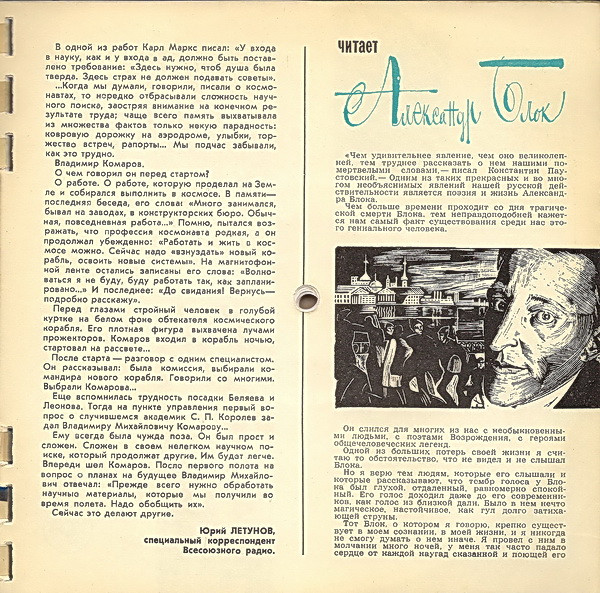 В одной из работ Карл Маркс писал: «У входа
в науку, как и у входа в ад, должно быть постав-
лено требование: «Здесь нужно, чтоб душа была
тверда. Здесь страх не должен подавать советы».
...Когда мы думали, говорили, писали о космо-
навтах, то нередко отбрасывали сложность науч-
ного поиска, заостряя внимание на конечном ре-
зультате труда; чаще всего память выхватывала
из множества фактов только некую парадность:
ковровую дорожку на аэродроме, улыбки, тор-
жество встреч, рапорты... Мы подчас забывали,
как это трудно.
Владимир Комаров.
О чем говорил он перед стартом?
О работе. О работе, которую проделал на Зем-
ле и собирался выполнить в космосе. В памяти—
последняя беседа, его слова: «Много занимался,
бывал на заводах, в конструкторских бюро. Обыч-
ная, повседневная работа...» Помню, пытался воз-
ражать, что профессия космонавта редкая, а он
продолжал убежденно: «Работать и жить в кос-
мосе можно. Сейчас надо «взнуздать» новый ко-
рабль, освоить новые системы». На магнитофон-
ной ленте остались записаны его слова: «Волно-
ваться я не буду, буду работать так, как заплани-
ровано...» И последнее: «До свидания! Вернусь—
подробно расскажу».
Перед глазами стройный человек в голубой
куртке на белом фоне обтекателя космического
корабля. Его плотная фигура выхвачена лучами
прожекторов. Комаров входил в корабль ночью,
стартовал на рассвете...
После старта — разговор с одним специалистом.
Он рассказывал: была комиссия, выбирали ко-
мандира нового корабля. Говорили со многими.
Выбрали Комарова...
Еще вспомнилась трудность посадки Беляева и
Леонова. Тогда на пункте управления первый воп-
рос о случившемся академик С. П. Королев за-
дал Владимиру Михайловичу Комарову...
Ему всегда была чужда поза. Он был прост и
сложен. Сложен в своем нелегком научном по-
иске, который продолжат другие. Им будет легче.
Впереди шел Комаров. После первого полета на
вопрос о планах на будущее Владимир Михайло-
вич отвечал: «Прежде всего нужно обработать
научные материалы, которые мы получили во
время полета. Надо обобщить их».
Сейчас это делают другие.
Юрий ЛЕТУНОВ,
специальный корреспондент
Всесоюзного радио.
читает
Александр Блок
«Чем удивительнее явление, чем оно великолеп-
ней, тем труднее рассказать о нем нашими по-
мертвелыми словами,— писал Константин Пау-
стовский.— Одним из таких прекрасных и во мно-
гом необъяснимых явлений нашей русской дей-
ствительности является поэзия и жизнь Александ-
ра Блока.
Чем больше времени проходит со дня трагиче-
ской смерти Блока, тем неправдоподобней кажет-
ся нам самый факт существования среди нас это-
го гениального человека.
Он слился для многих из нас с необыкновенны-
ми людьми, с поэтами Возрождения, с героями
общечеловеческих легенд.
Одной из больших потерь своей жизни я счи-
таю то обстоятельство, что не видел и не слышал
Блока.
Но я верю тем людям, которые его слышали и
которые рассказывают, что тембр голоса у Бло-
ка был глухой, отдаленный, равномерно спокой-
ный. Его голос доходил даже до его современни-
ков, как голос из близкой дали. Было в нем нечто
магическое, настойчивое, как гул долго затиха-
ющей струны.
Тот Блок, о котором я говорю, крепко сущест-
вует в моем сознании, в моей жизни, и я никогда
не смогу думать о нем иначе. Я провел с ним в
молчании много ночей, у меня так часто падало
сердце от каждой наугад сказанной и поющей его